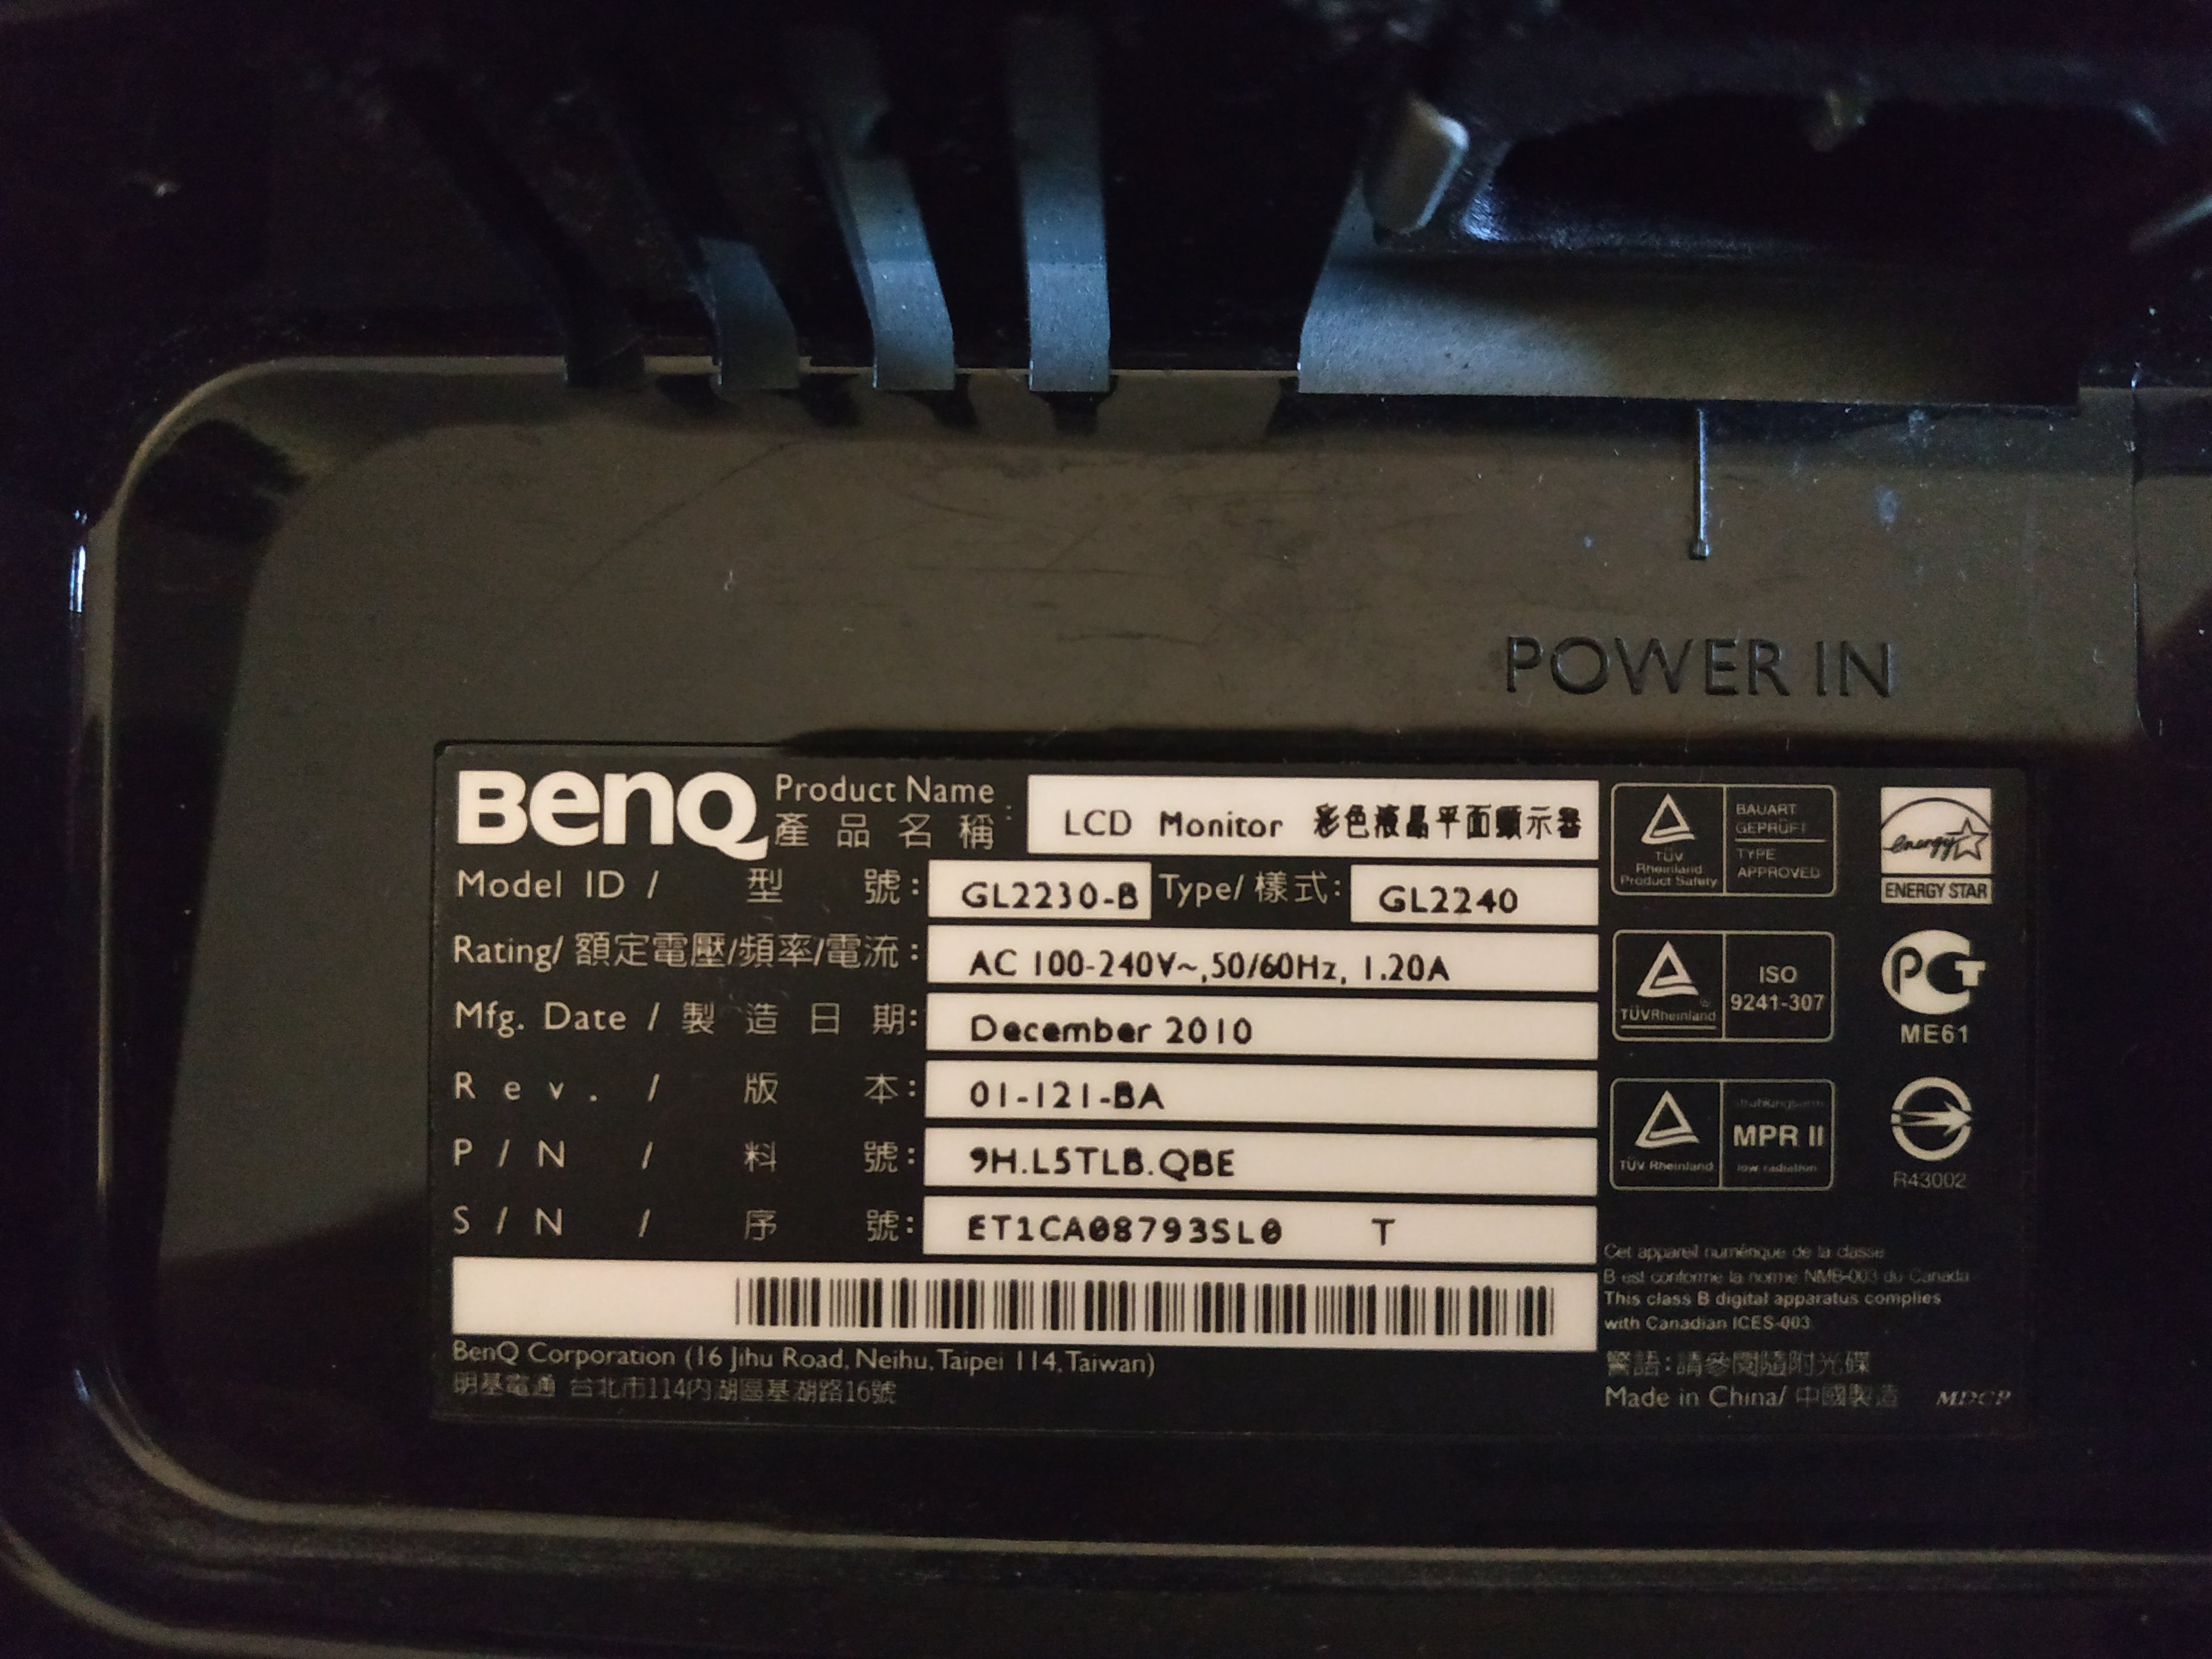 POWER IN
BenQ Product Name : LCD Monitor 彩色液晶平面顯示器
產品名稱
Model ID / 型 號: GL2230-B Type/ 樣式: GL2240
Rating/ 額定電壓/頻率/電流: AC 100-240V~,50/60Hz, 1.20A
Mfg. Date / 製造日期: December 2010
Rev. / 版 本: 01-121-BA
P/N / 料 號: 9H.L5TLB.QBE
S/N / 序 號: ET1CA08793SL0 T
BenQ Corporation (16 Jihu Road, Neihu, Taipei 114, Taiwan)
明基電通 台北市114內湖區基湖路16號
TÜV Rheinland Product Safety
BAUART GEPRÜFT
TYPE APPROVED
energy
ENERGY STAR
TÜVRheinland
ISO 9241-307
PCT
ME61
TÜV Rheinland
MPR II
low radiation
R43002
Cet appareil numérique de la classe
B est conforme la norme NMB-003 du Canada
This class B digital apparatus complies
with Canadian ICES-003
警語:請參閱隨附光碟
Made in China/ 中國製造 MDCP